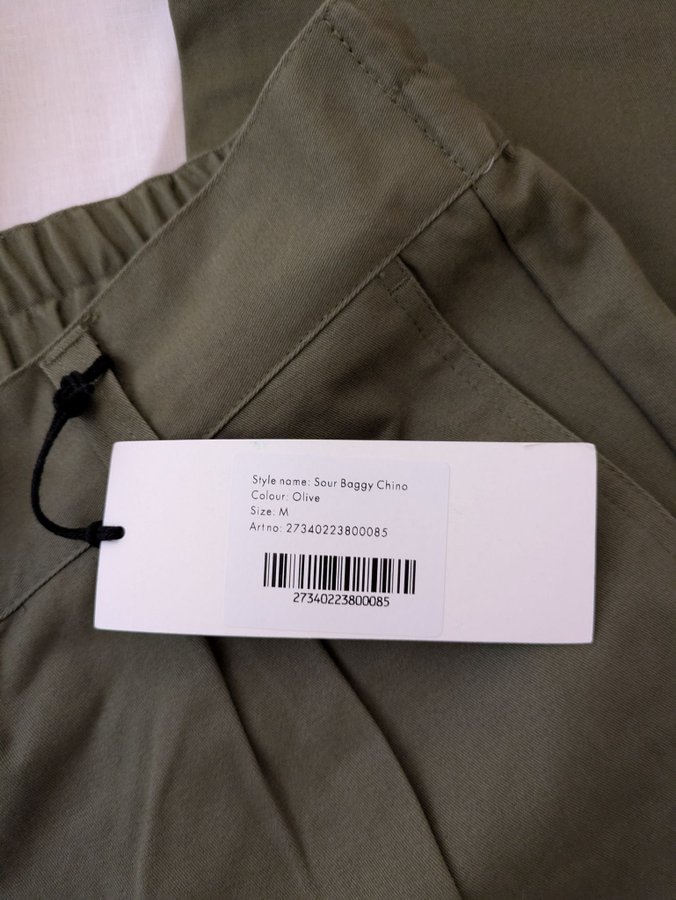 Style name: Sour Baggy Chino
Colour: Olive
Size: M
Artno: 27340223800085
27340223800085